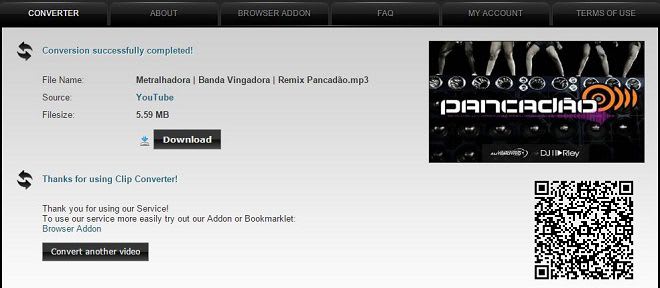 CONVERTER
ABOUT
BROWSER ADDON
FAQ
MY ACCOUNT
TERMS OF USE
Conversion successfully completed!
File Name: Metralhadora | Banda Vingadora | Remix Pancadão.mp3
Source: YouTube
Filesize: 5.59 MB
Download
PANCADÃO
Thanks for using Clip Converter!
Thank you for using our Service!
To use our service more easily try out our Addon or Bookmarklet:
Browser Addon
Convert another video